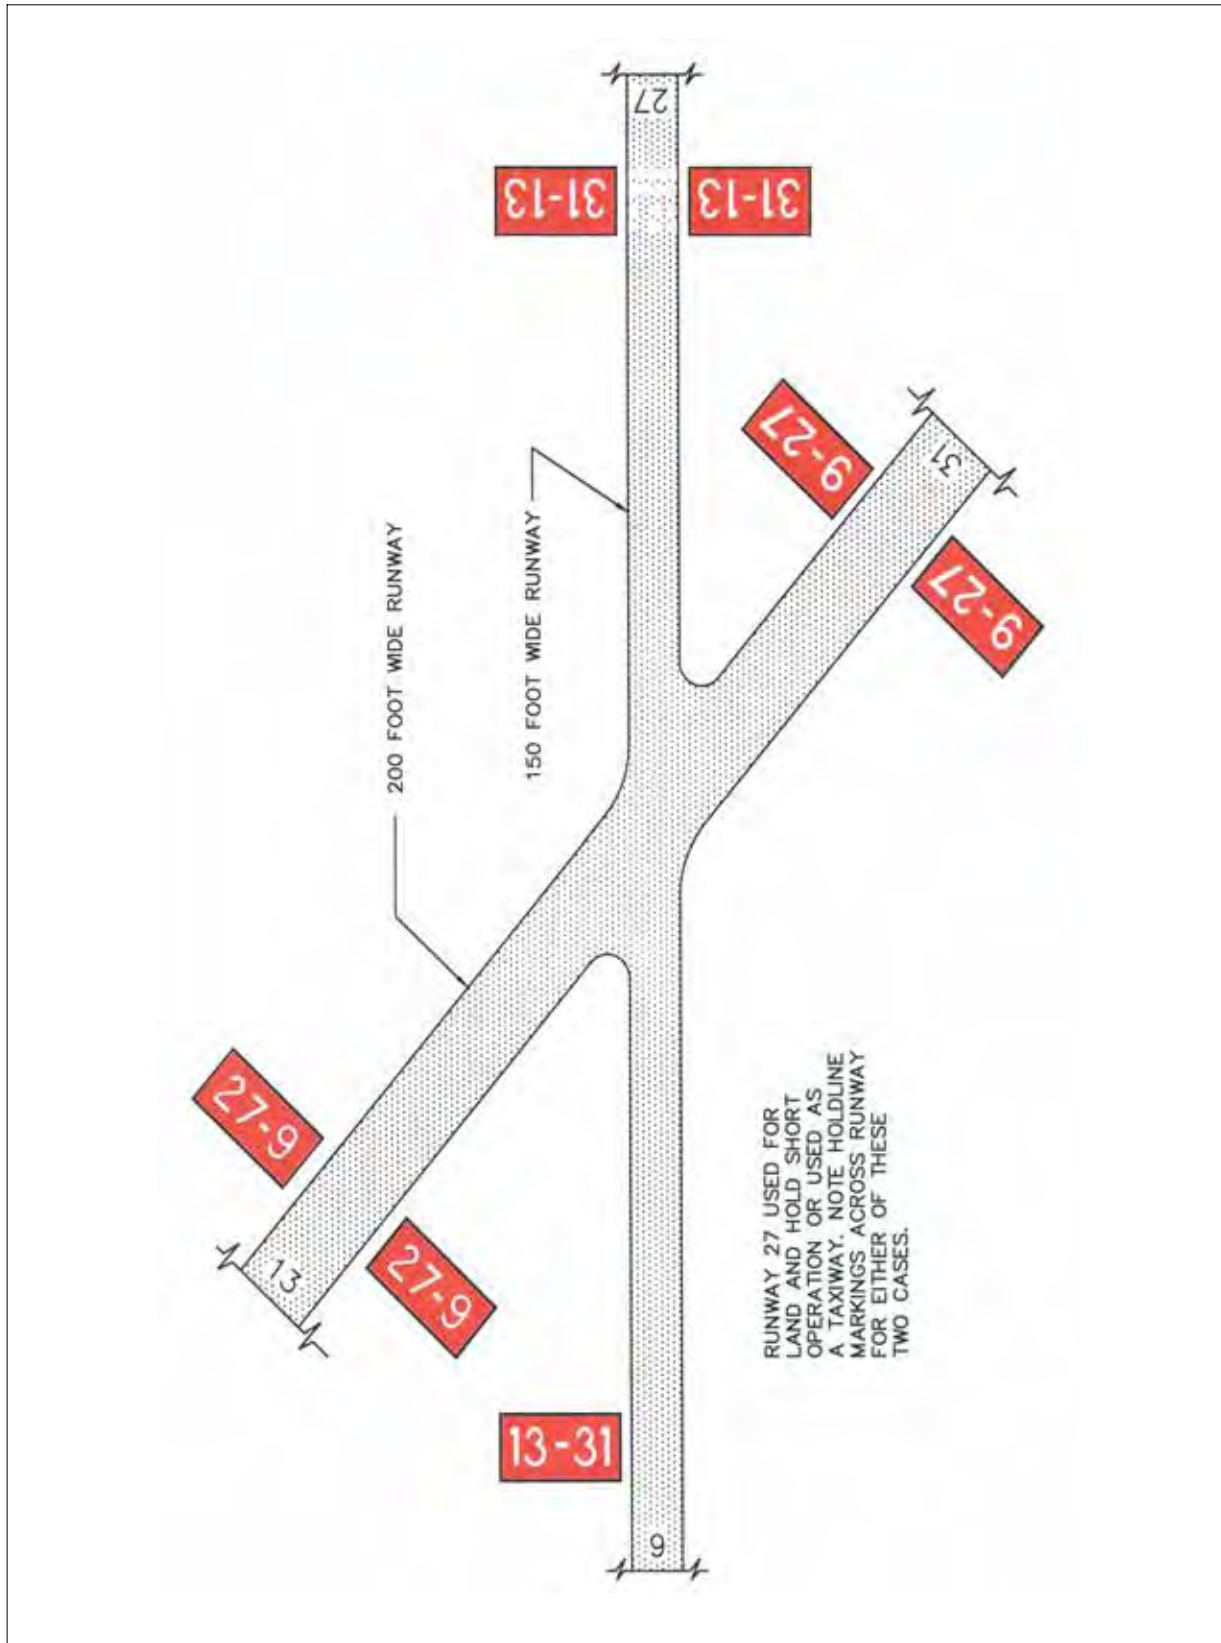 27
31-13
31-13
9-27
31
9-27
200 FOOT WIDE RUNWAY
150 FOOT WIDE RUNWAY
27-9
13
27-9
13-31
9
RUNWAY 27 USED FOR
LAND AND HOLD SHORT
OPERATION OR USED AS
A TAXIWAY. NOTE HOLDLINE
MARKINGS ACROSS RUNWAY
FOR EITHER OF THESE
TWO CASES.